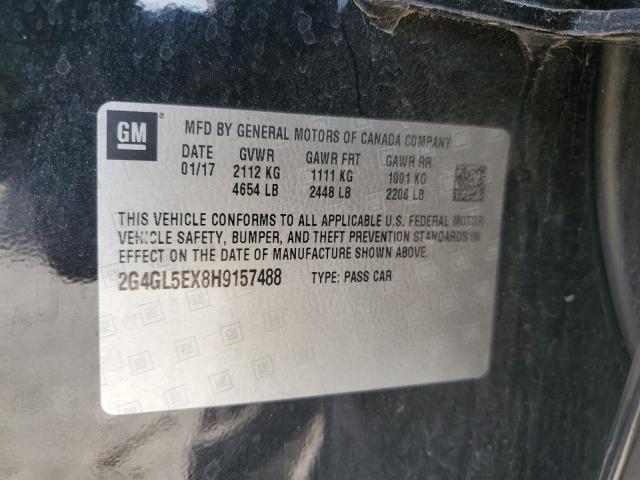 GM
MFD BY GENERAL MOTORS OF CANADA COMPANY
DATE GVWR GAWR FRT GAWR RR
01/17 2112 KG 1111 KG 1001 KG
4654 LB 2448 LB 2206 LB
THIS VEHICLE CONFORMS TO ALL APPLICABLE U.S. FEDERAL MOTOR
VEHICLE SAFETY, BUMPER, AND THEFT PREVENTION STANDARDS IN
EFFECT ON THE DATE OF MANUFACTURE SHOWN ABOVE.
2G4GL5EX8H9157488 TYPE: PASS CAR